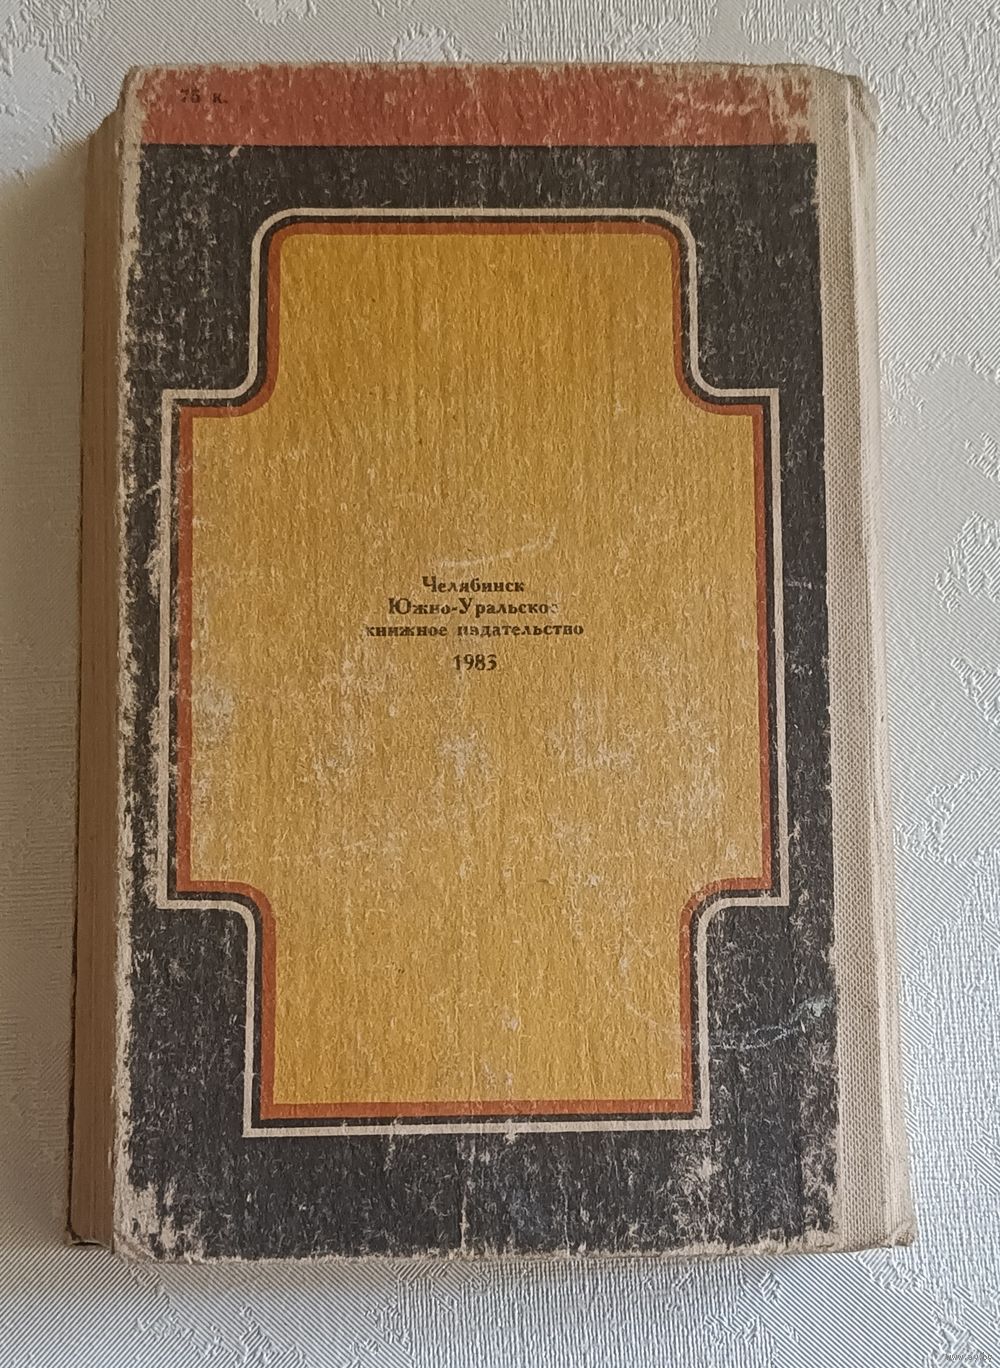 75 к.
Челябинск
Южно-Уральское
книжное издательство
1983